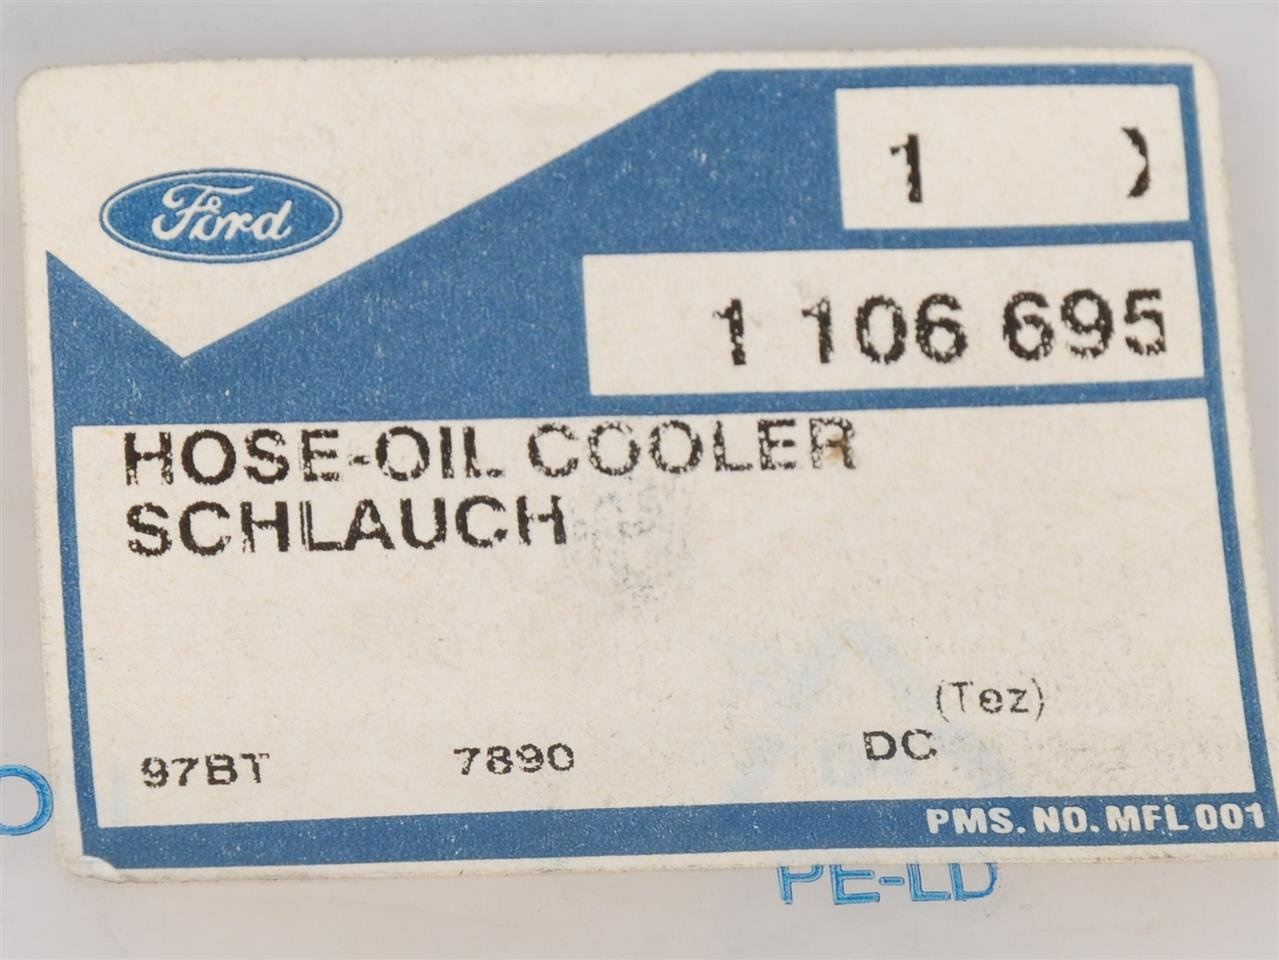 Ford
1
1 106 695
HOSE-OIL COOLER
SCHLAUCH
(Tez)
97BT 7890 DC
PMS. NO. MFL 001
PE-LD